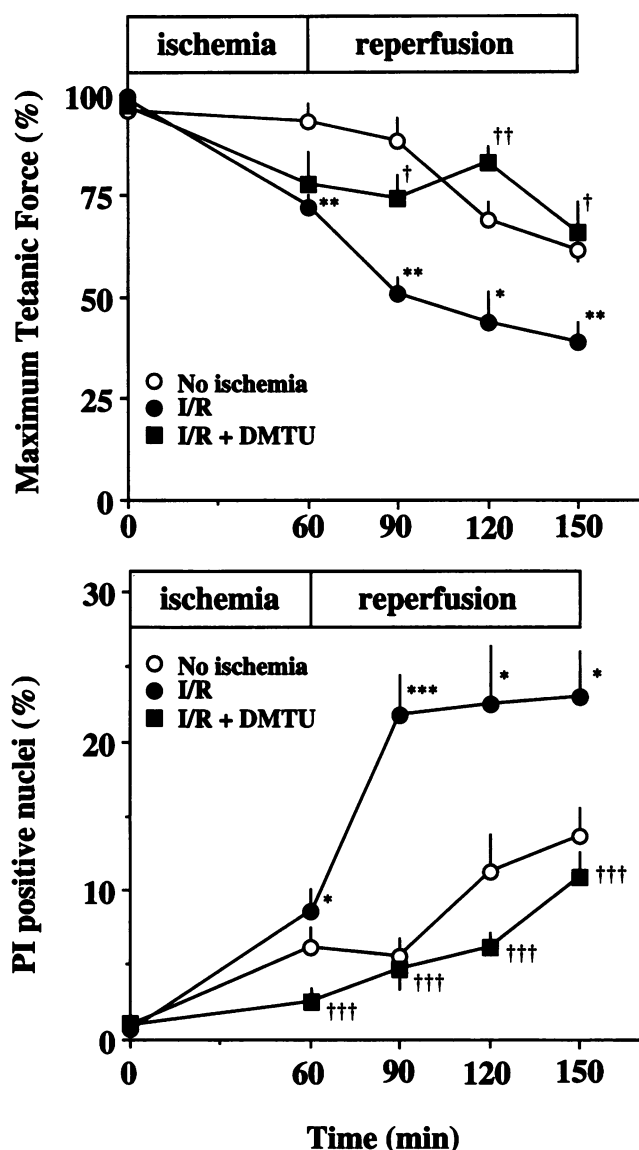 ischemia reperfusion
Maximum Tetanic Force (%)
100
**
††
†
†
75
**
**
*
50
**
No ischemia
I/R
I/R + DMTU
25
0
0 60 90 120 150
ischemia reperfusion
PI positive nuclei (%)
30
No ischemia
I/R
I/R + DMTU
***
*
*
20
10
*
†††
†††
†††
†††
0
0 60 90 120 150
Time (min)